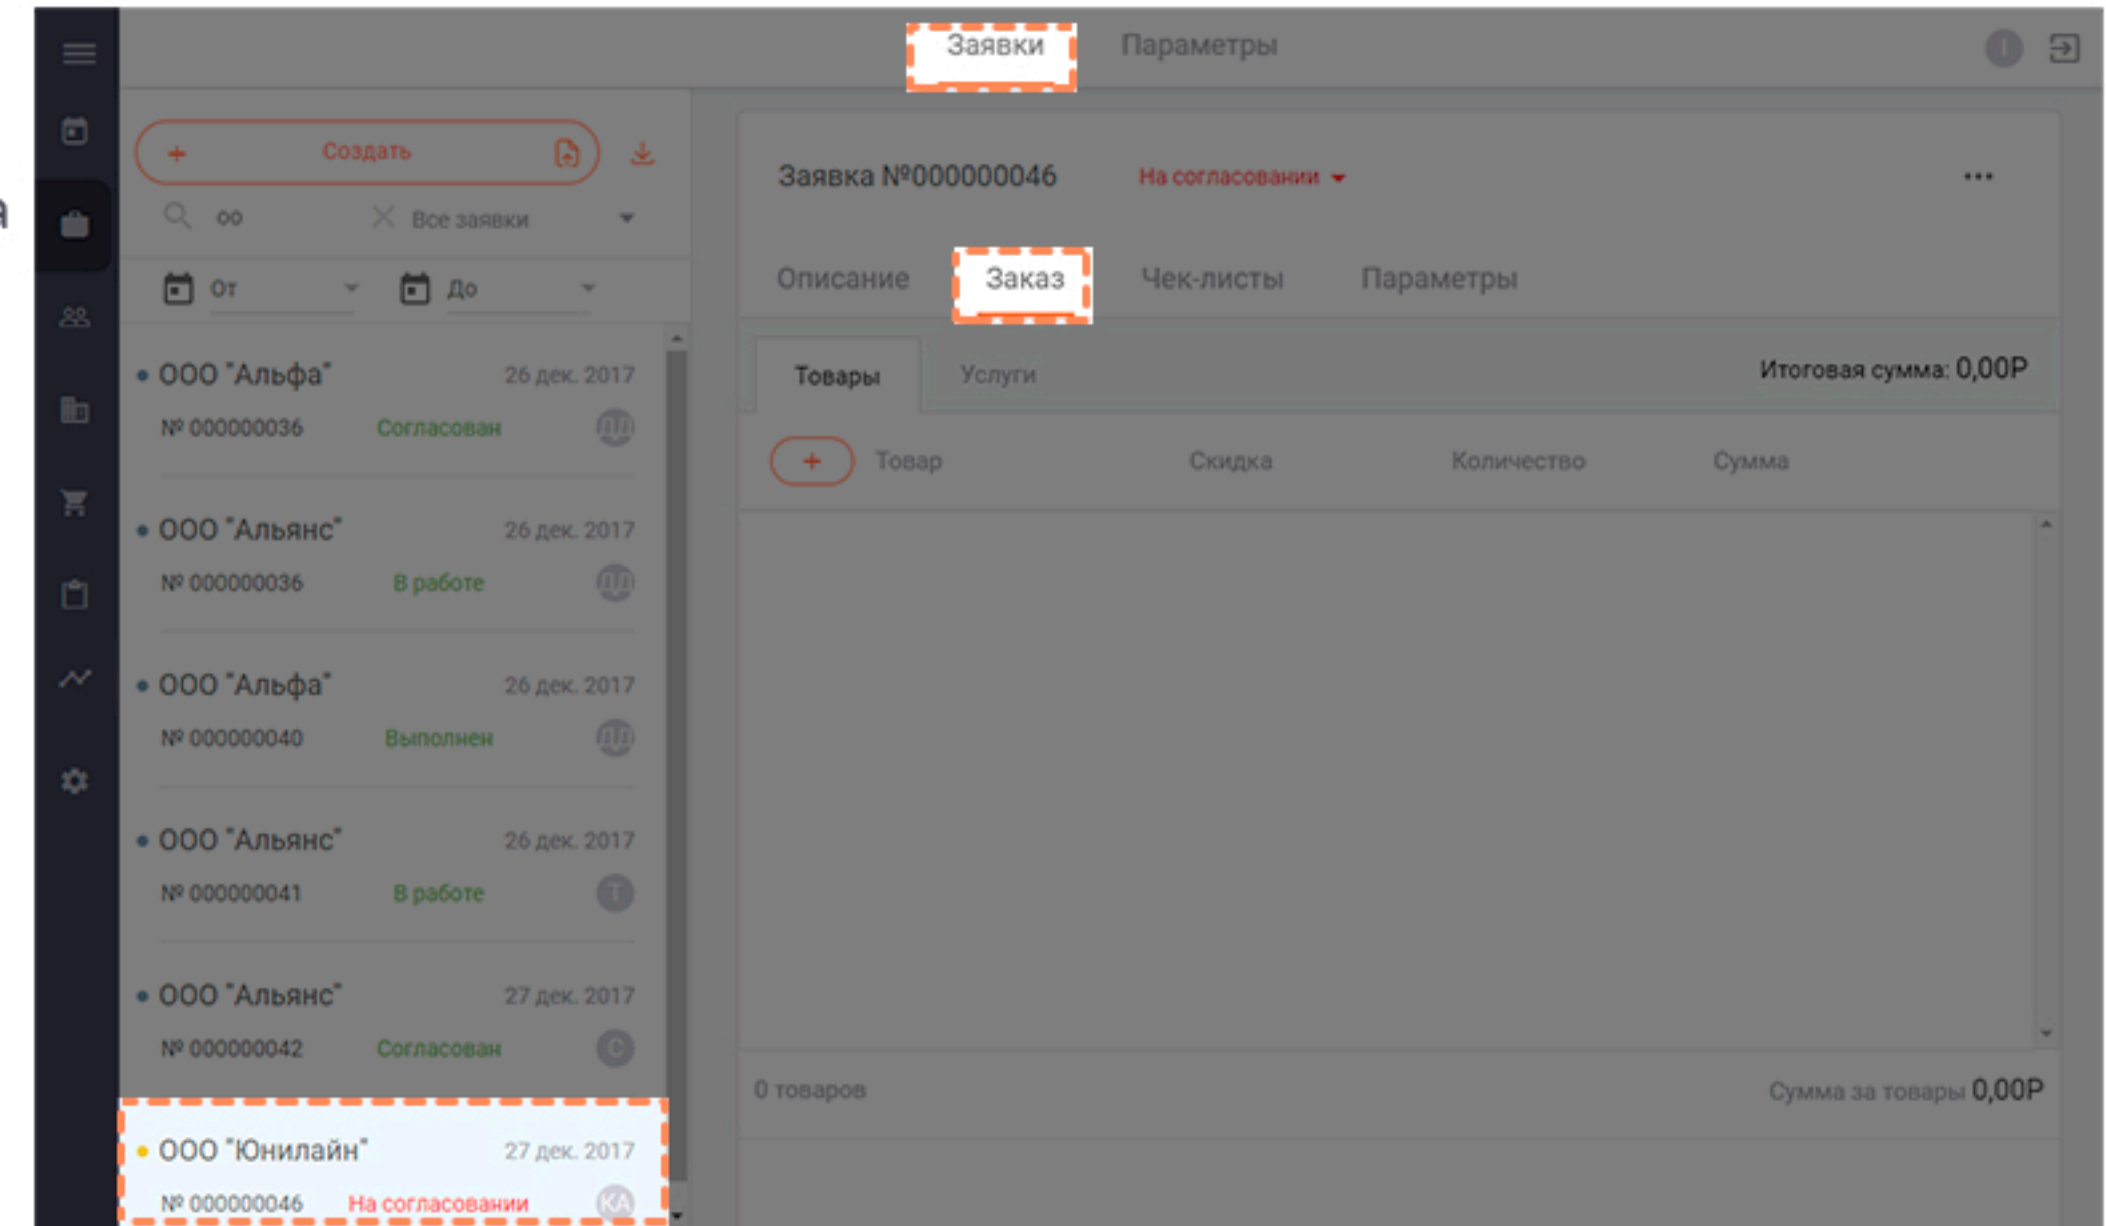 Заявки Параметры I
Создать
оо Все заявки
От До
ООО "Альфа" 26 дек. 2017
№ 000000036 Согласован ДД
ООО "Альянс" 26 дек. 2017
№ 000000036 В работе ДД
ООО "Альфа" 26 дек. 2017
№ 000000040 Выполнен ДД
ООО "Альянс" 26 дек. 2017
№ 000000041 В работе Т
ООО "Альянс" 27 дек. 2017
№ 000000042 Согласован С
ООО "Юнилайн" 27 дек. 2017
№ 000000046 На согласовании КА
Заявка №000000046 На согласовании
Описание Заказ Чек-листы Параметры
Товары Услуги Итоговая сумма: 0,00Р
+ Товар Скидка Количество Сумма
0 товаров Сумма за товары 0,00Р